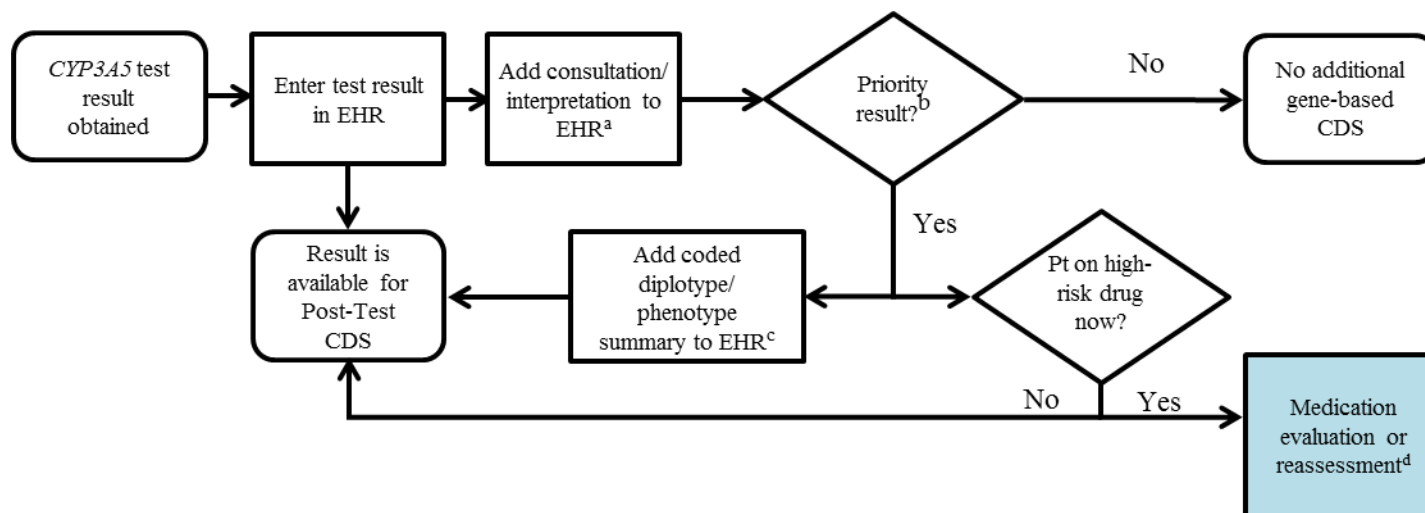 CYP3A5 test
result
obtained
Enter test result
in EHR
Add consultation/
interpretation to
EHRᵃ
Priority
result?ᵇ
No
No additional
gene-based
CDS
Yes
Result is
available for
Post-Test
CDS
Add coded
diplotype/
phenotype
summary to EHRᶜ
Pt on high-
risk drug
now?
No
Yes
Medication
evaluation or
reassessmentᵈ